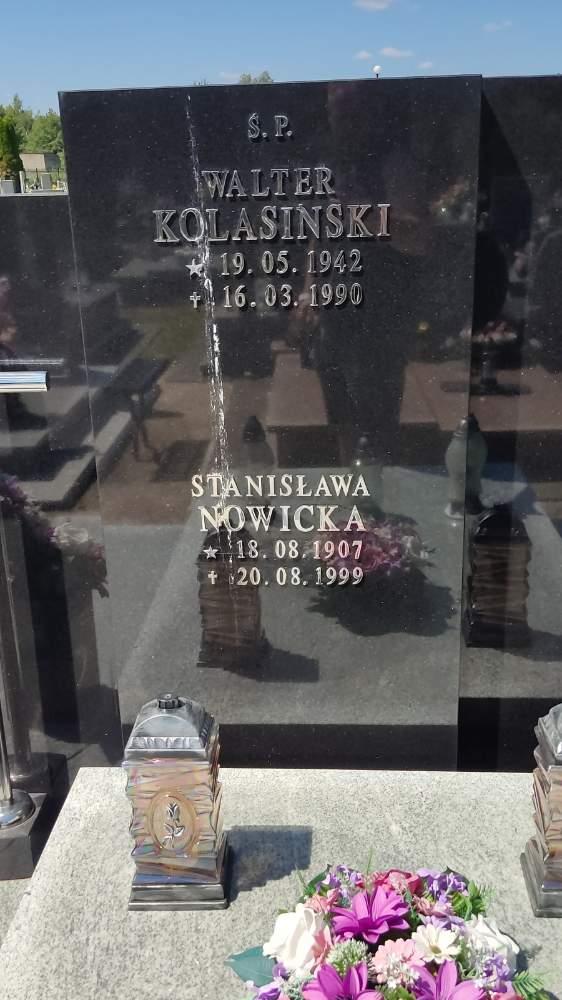 Ś. P.
WALTER
KOLASIŃSKI
★ 19. 05. 1942
✝ 16. 03. 1990
STANISŁAWA
NOWICKA
★ 18. 08. 1907
✝ 20. 08. 1999